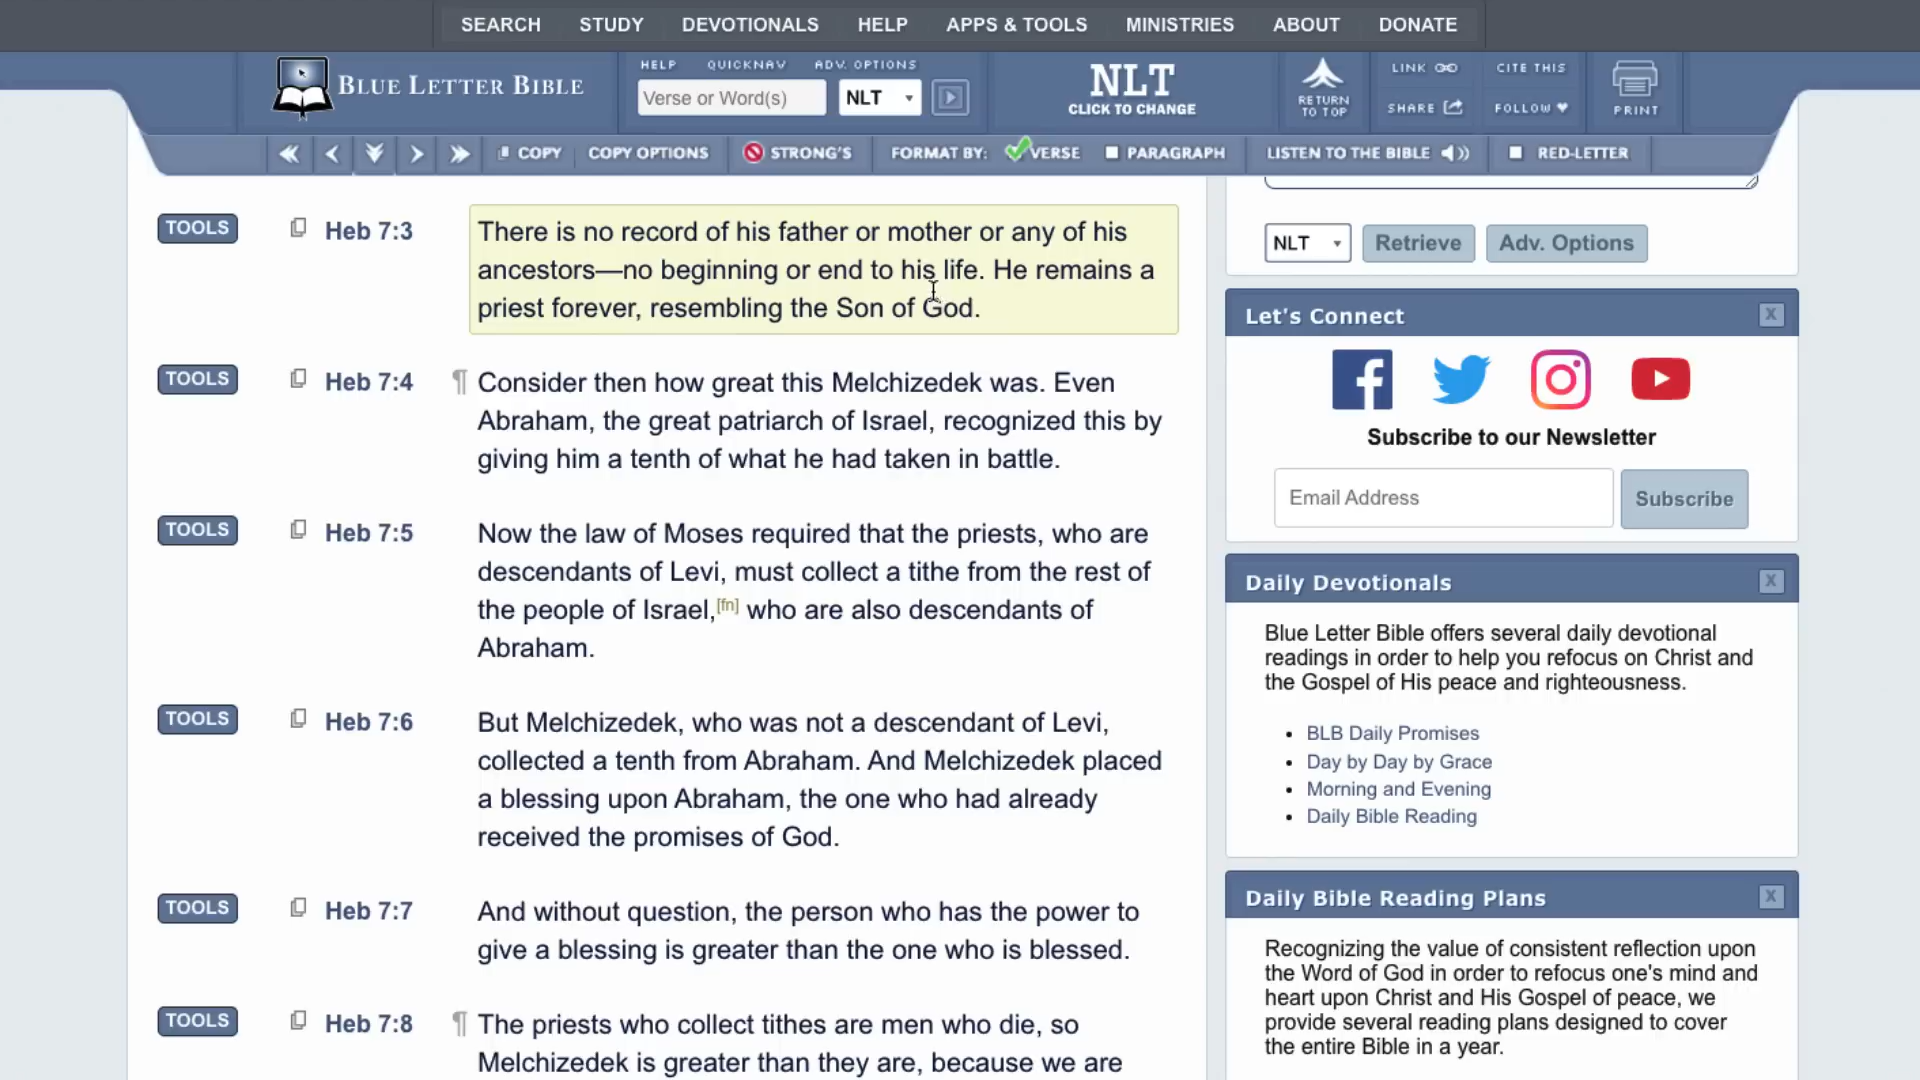 SEARCH STUDY DEVOTIONALS HELP APPS & TOOLS MINISTRIES ABOUT DONATE
BLUE LETTER BIBLE
HELP QUICKNAV ADV. OPTIONS
Verse or Word(s) NLT
NLT
CLICK TO CHANGE
RETURN
TO TOP
LINK CITE THIS
SHARE FOLLOW
PRINT
COPY COPY OPTIONS STRONG'S FORMAT BY: VERSE PARAGRAPH LISTEN TO THE BIBLE RED-LETTER
TOOLS Heb 7:3 There is no record of his father or mother or any of his
ancestors—no beginning or end to his life. He remains a
priest forever, resembling the Son of God.
TOOLS Heb 7:4 ¶ Consider then how great this Melchizedek was. Even
Abraham, the great patriarch of Israel, recognized this by
giving him a tenth of what he had taken in battle.
TOOLS Heb 7:5 Now the law of Moses required that the priests, who are
descendants of Levi, must collect a tithe from the rest of
the people of Israel,[fn] who are also descendants of
Abraham.
TOOLS Heb 7:6 But Melchizedek, who was not a descendant of Levi,
collected a tenth from Abraham. And Melchizedek placed
a blessing upon Abraham, the one who had already
received the promises of God.
TOOLS Heb 7:7 And without question, the person who has the power to
give a blessing is greater than the one who is blessed.
TOOLS Heb 7:8 ¶ The priests who collect tithes are men who die, so
Melchizedek is greater than they are, because we are
NLT Retrieve Adv. Options
Let's Connect X
Subscribe to our Newsletter
Email Address Subscribe
Daily Devotionals X
Blue Letter Bible offers several daily devotional
readings in order to help you refocus on Christ and
the Gospel of His peace and righteousness.
• BLB Daily Promises
• Day by Day by Grace
• Morning and Evening
• Daily Bible Reading
Daily Bible Reading Plans X
Recognizing the value of consistent reflection upon
the Word of God in order to refocus one's mind and
heart upon Christ and His Gospel of peace, we
provide several reading plans designed to cover
the entire Bible in a year.